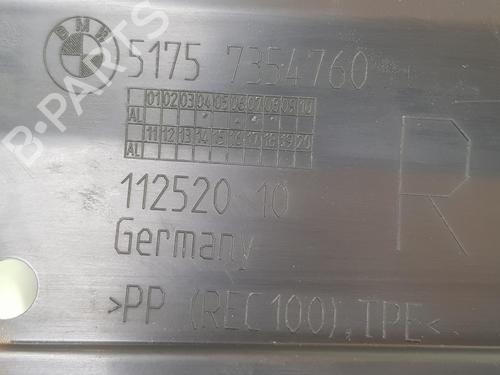 BMW 5175 7354760
01 02 03 04 05 06 07 08 09 10
AL
11 12 13 14 15 16 17 18 19 20
AL
112520 10
Germany
R
>PP (REC100), TPE<